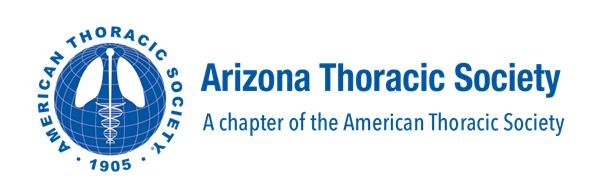 AMERICAN THORACIC SOCIETY
· 1905 ·
Arizona Thoracic Society
A chapter of the American Thoracic Society